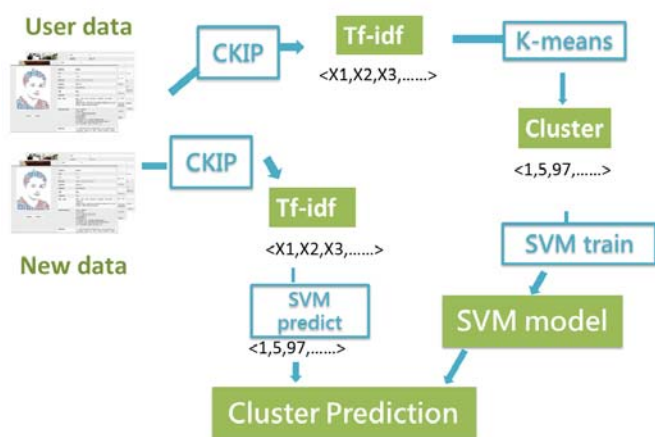 User data
CKIP
Tf-idf
K-means
<X1,X2,X3,......>
Cluster
<1,5,97,......>
CKIP
Tf-idf
<X1,X2,X3,......>
New data
SVM train
SVM
predict
<1,5,97,......>
SVM model
Cluster Prediction